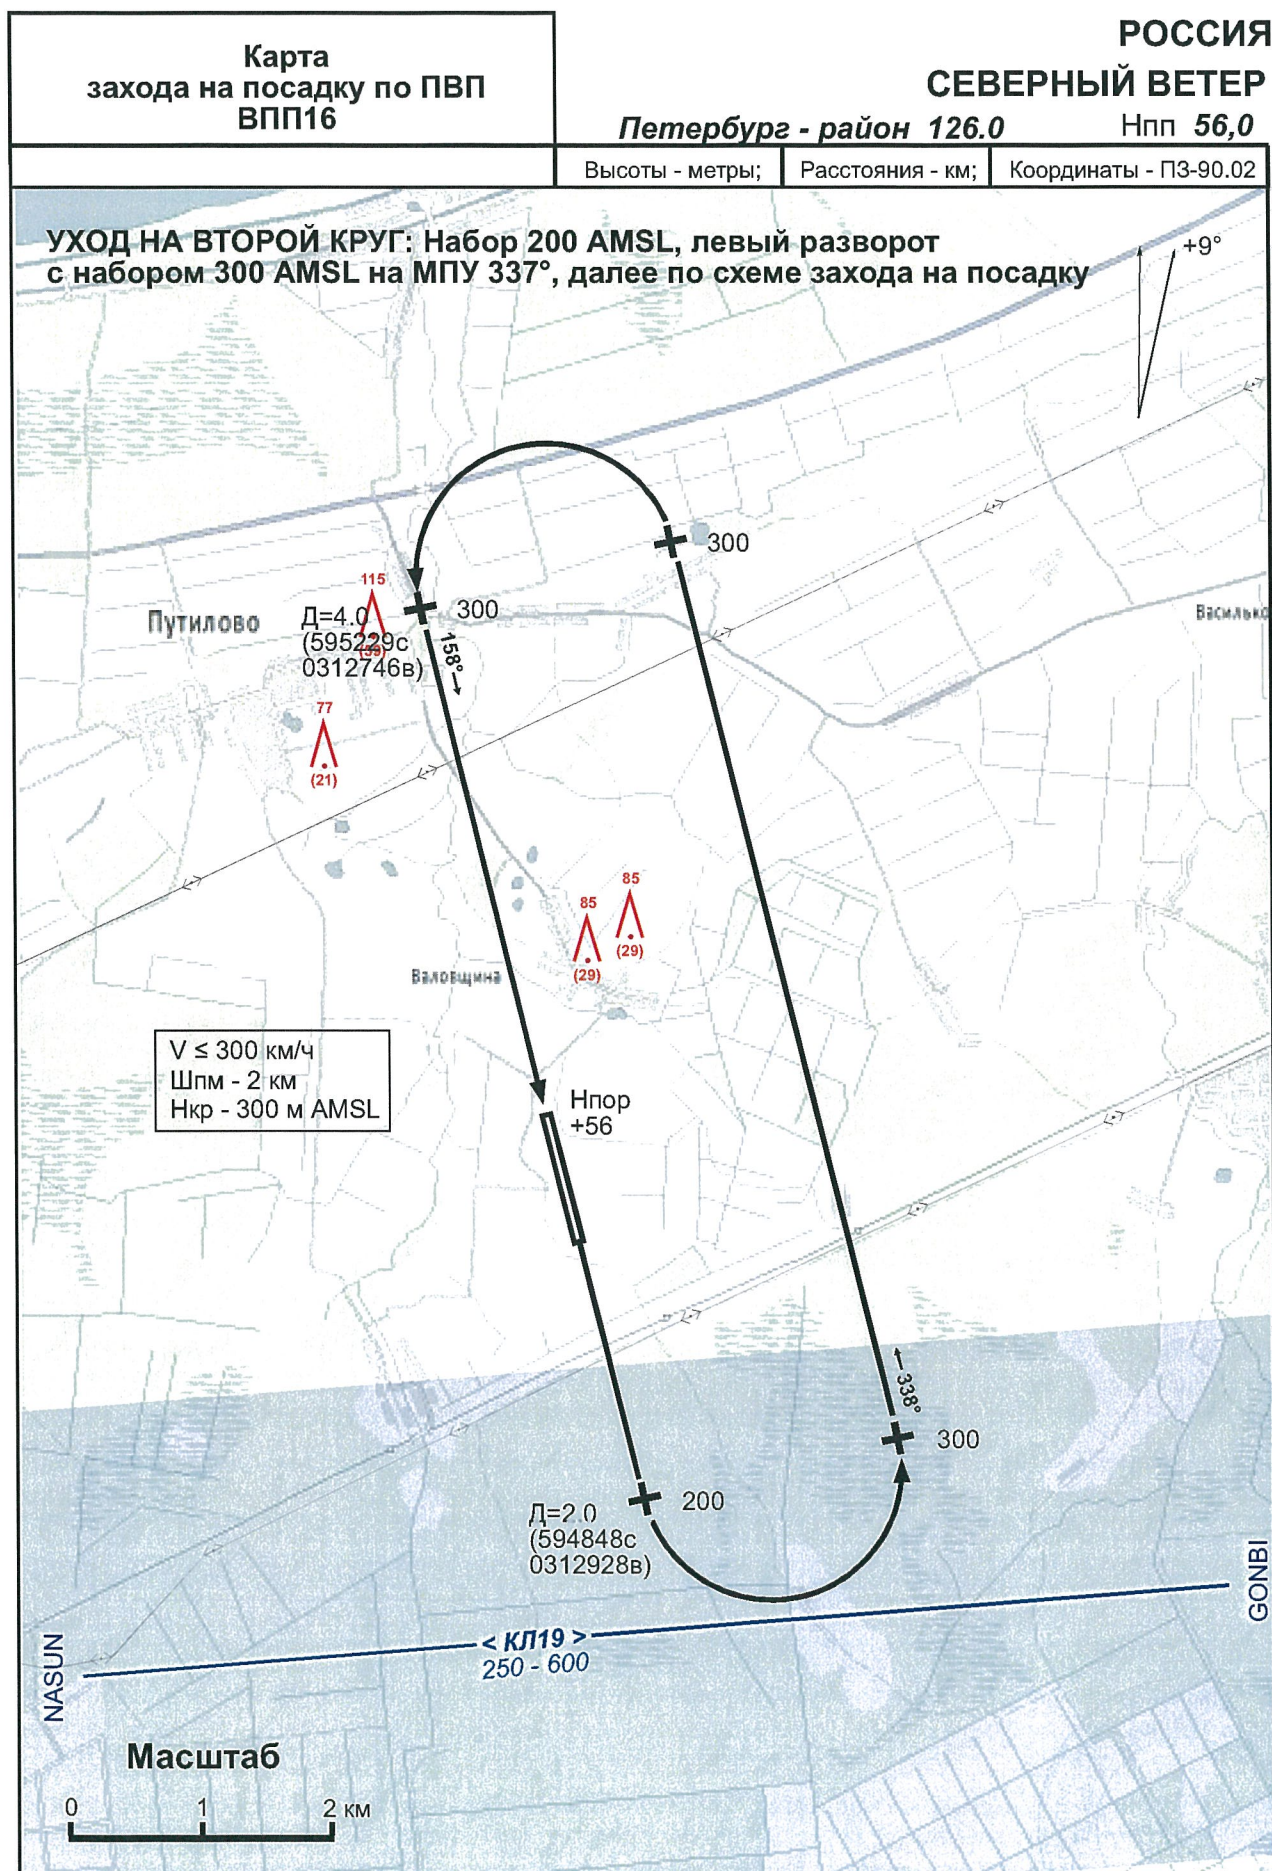 Карта
захода на посадку по ПВП
ВПП16
РОССИЯ
СЕВЕРНЫЙ ВЕТЕР
Петербург - район 126.0
Нпп 56,0
Высоты - метры;
Расстояния - км;
Координаты - ПЗ-90.02
УХОД НА ВТОРОЙ КРУГ: Набор 200 AMSL, левый разворот
с набором 300 AMSL на МПУ 337°, далее по схеме захода на посадку
+9°
300
115
300
Путилово
Д=4.0
(595229с
0312746в)
(59)
Василько
158°
77
(21)
85
85
(29)
(29)
Валовщина
V ≤ 300 км/ч
Шпм - 2 км
Нкр - 300 м AMSL
Нпор
+56
338°
300
200
Д=2.0
(594848с
0312928в)
GONBI
< КЛ19 >
250 - 600
NASUN
Масштаб
0 1 2 км